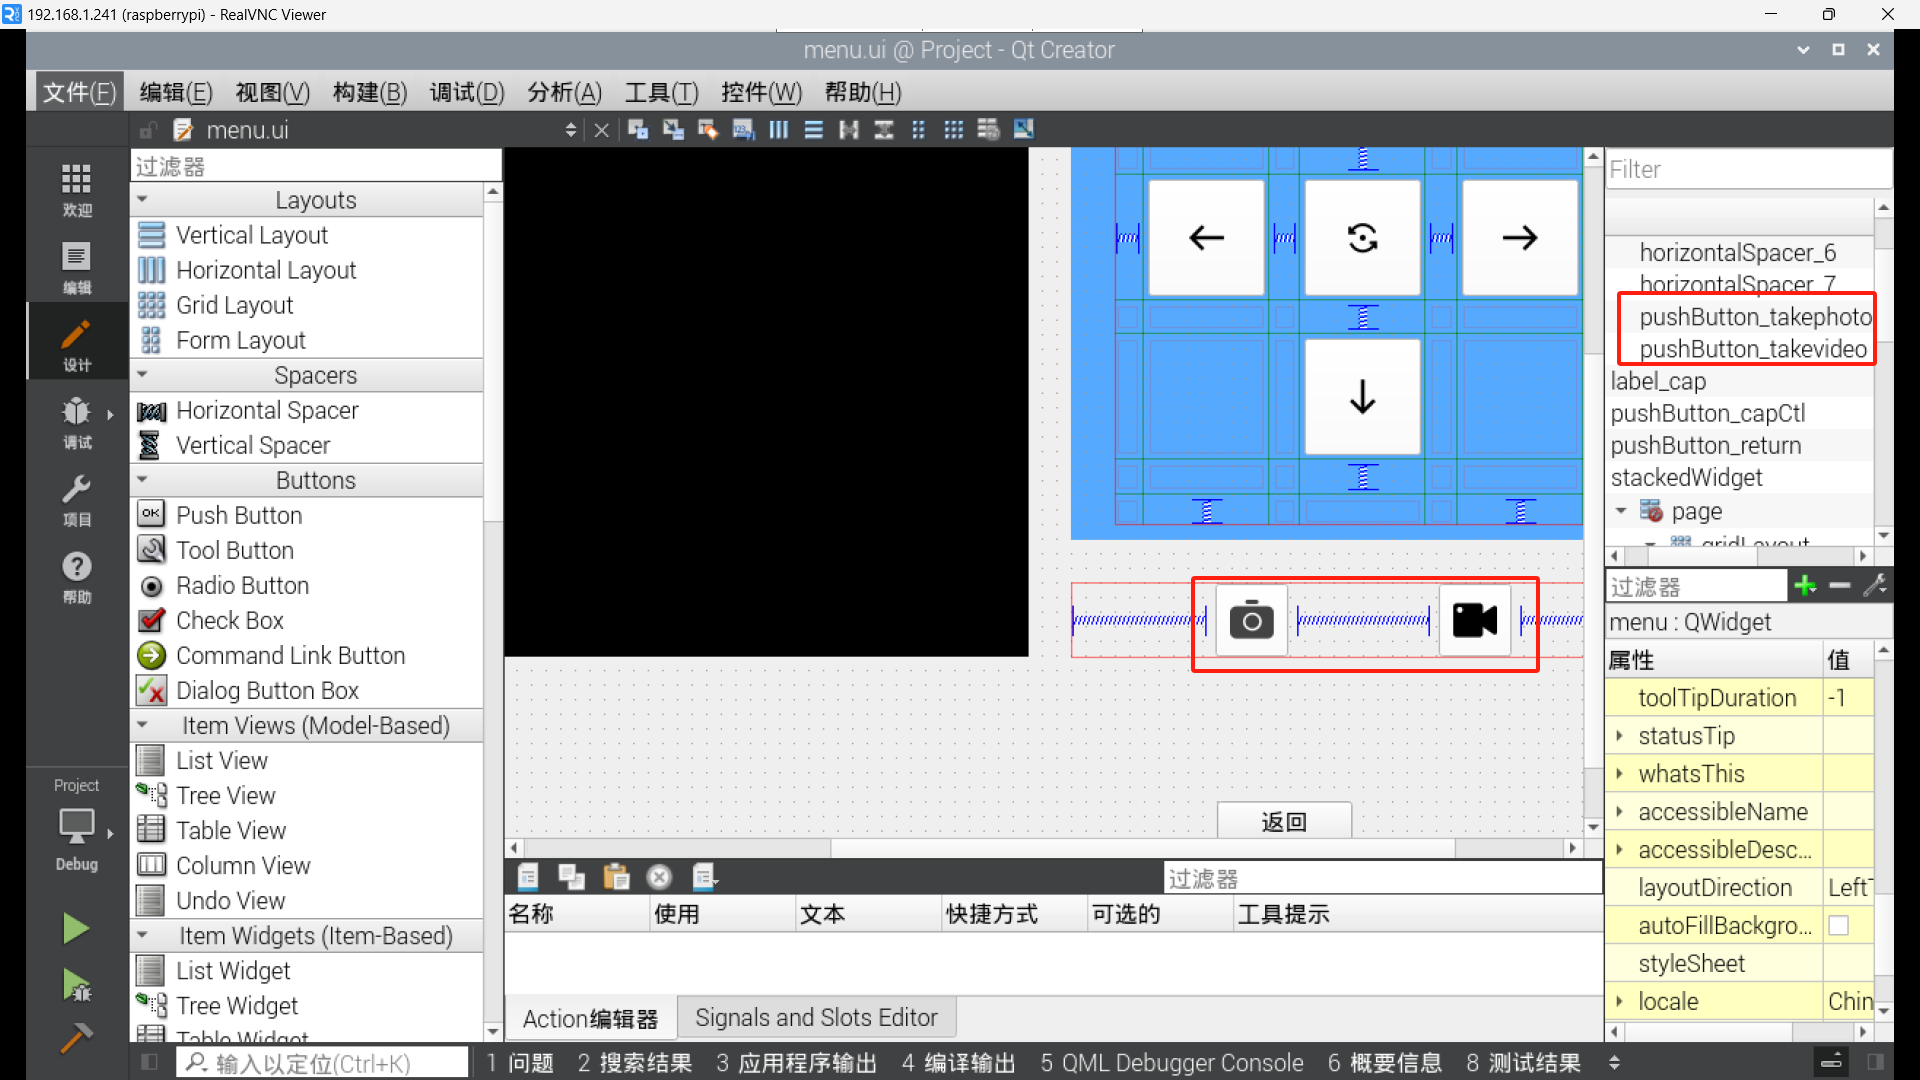 192.168.1.241 (raspberrypi) - RealVNC Viewer
menu.ui @ Project - Qt Creator
文件(F) 编辑(E) 视图(V) 构建(B) 调试(D) 分析(A) 工具(T) 控件(W) 帮助(H)
menu.ui
欢迎
编辑
设计
调试
项目
帮助
Project
Debug
过滤器
Layouts
Vertical Layout
Horizontal Layout
Grid Layout
Form Layout
Spacers
Horizontal Spacer
Vertical Spacer
Buttons
OK Push Button
Tool Button
Radio Button
Check Box
Command Link Button
Dialog Button Box
Item Views (Model-Based)
List View
Tree View
Table View
Column View
Undo View
Item Widgets (Item-Based)
List Widget
Tree Widget
Table Widget
返回
过滤器
名称 使用 文本 快捷方式 可选的 工具提示
Action编辑器 Signals and Slots Editor
Filter
horizontalSpacer_6
horizontalSpacer_7
pushButton_takephoto
pushButton_takevideo
label_cap
pushButton_capCtl
pushButton_return
stackedWidget
page
gridLayout
过滤器
menu : QWidget
属性 值
toolTipDuration -1
statusTip
whatsThis
accessibleName
accessibleDesc...
layoutDirection Left
autoFillBackgro...
styleSheet
locale Chin
输入以定位(Ctrl+K) 1 问题 2 搜索结果 3 应用程序输出 4 编译输出 5 QML Debugger Console 6 概要信息 8 测试结果